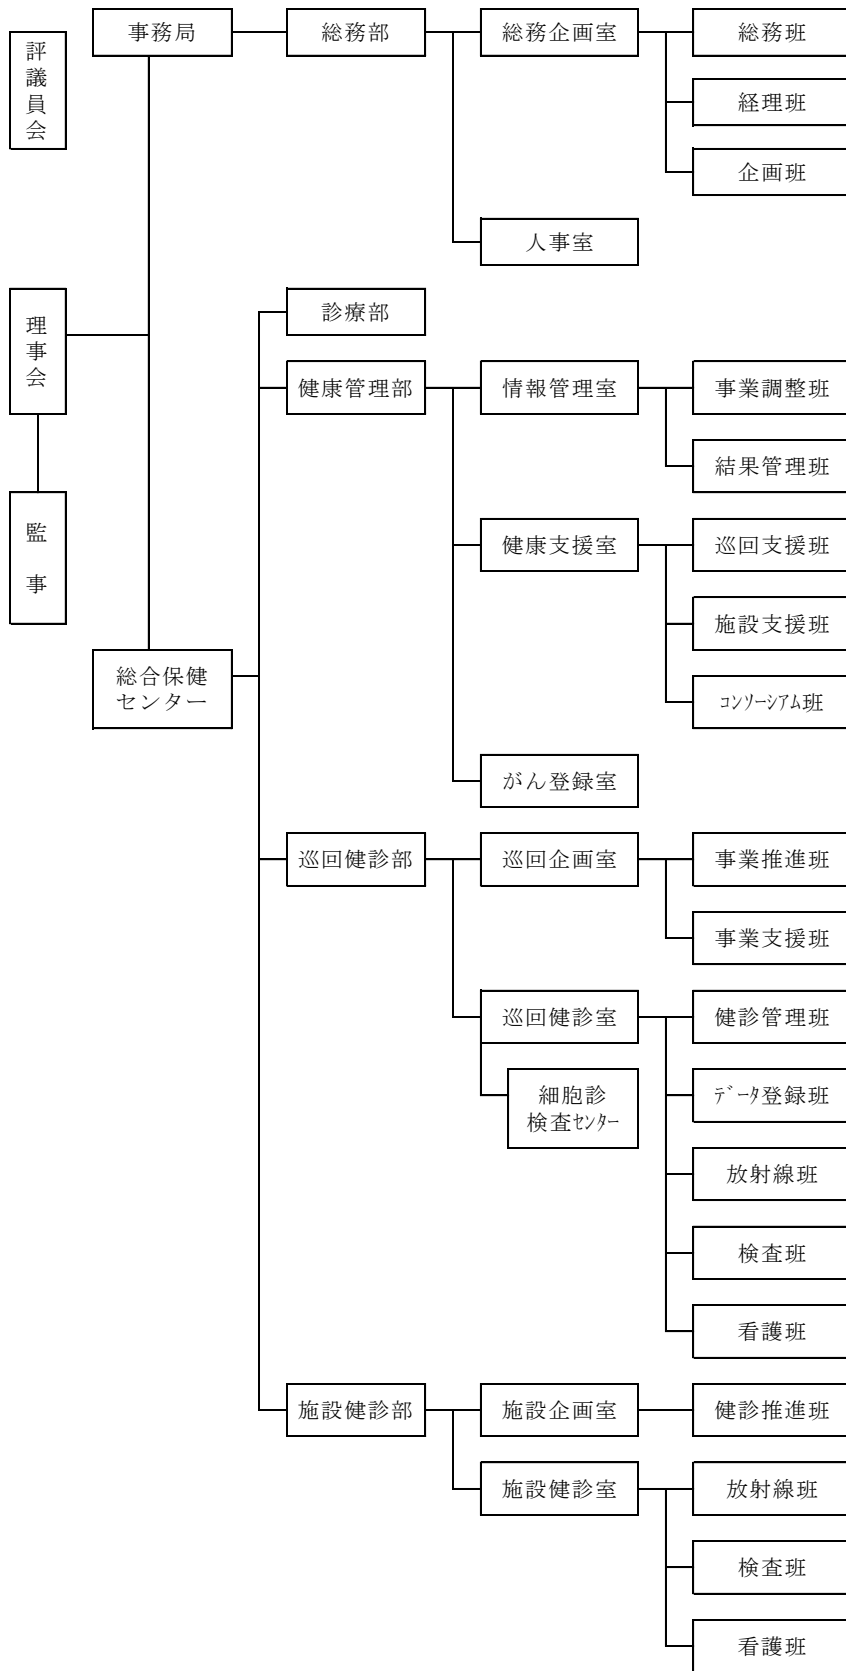 評議員会
事務局
総務部
総務企画室
総務班
経理班
企画班
人事室
理事会
監事
診療部
健康管理部
情報管理室
事業調整班
結果管理班
健康支援室
巡回支援班
施設支援班
ｺﾝｿｰｼｱﾑ班
がん登録室
総合保健
センター
巡回健診部
巡回企画室
事業推進班
事業支援班
巡回健診室
健診管理班
細胞診
検査ｾﾝﾀｰ
ﾃﾞｰﾀ登録班
放射線班
検査班
看護班
施設健診部
施設企画室
健診推進班
施設健診室
放射線班
検査班
看護班